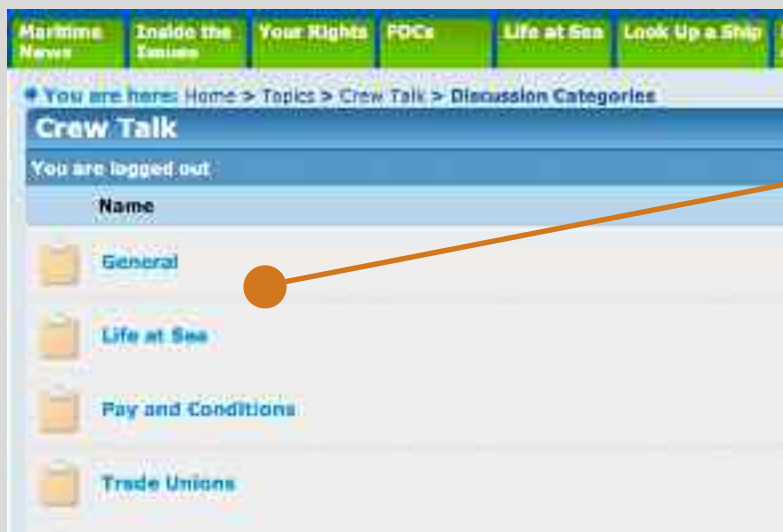 Maritime News
Inside the Issues
Your Rights
FOCs
Life at Sea
Look Up a Ship
You are here: Home > Topics > Crew Talk > Discussion Categories
Crew Talk
You are logged out
Name
General
Life at Sea
Pay and Conditions
Trade Unions